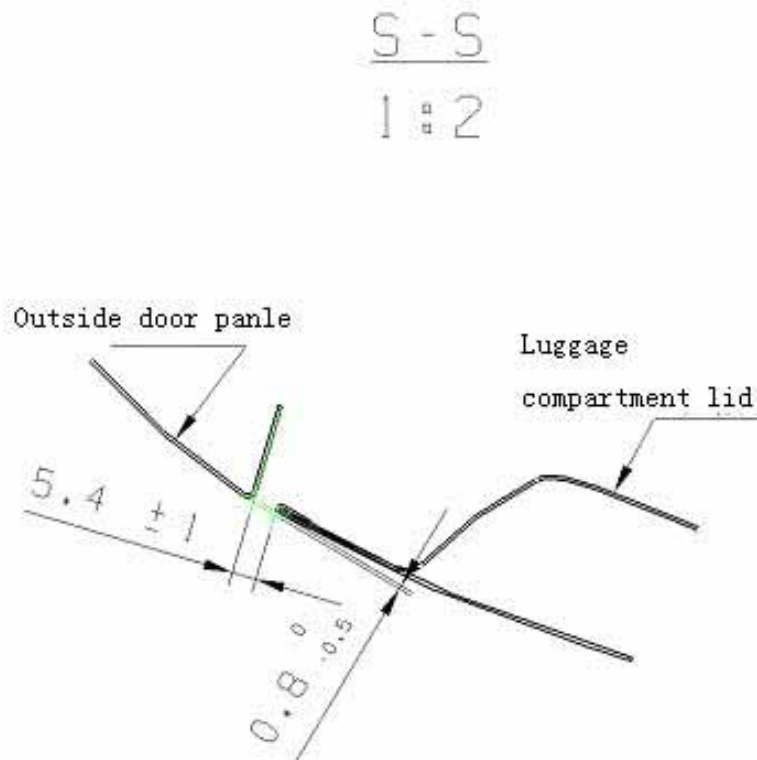 S-S
1:2
Outside door panle
Luggage
compartment lid
5.4 ±1
0.8 0 -0.5